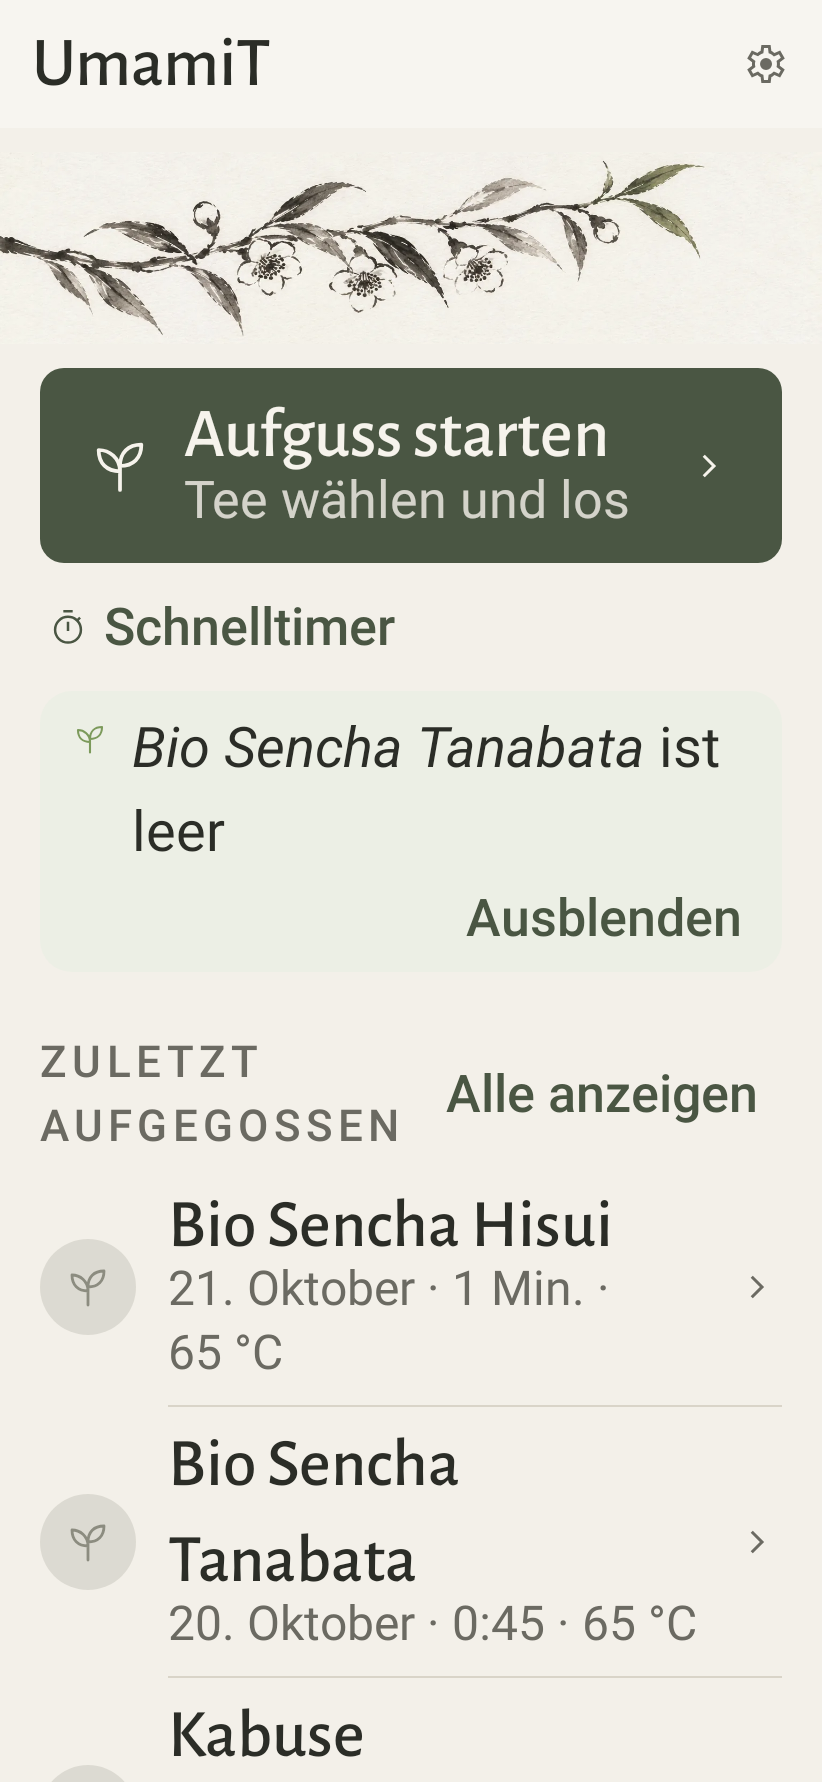 UmamiT
Aufguss starten
Tee wählen und los
Schnelltimer
Bio Sencha Tanabata ist
leer
Ausblenden
ZULETZT
AUFGEGOSSEN
Alle anzeigen
Bio Sencha Hisui
21. Oktober · 1 Min. ·
65 °C
Bio Sencha
Tanabata
20. Oktober · 0:45 · 65 °C
Kabuse